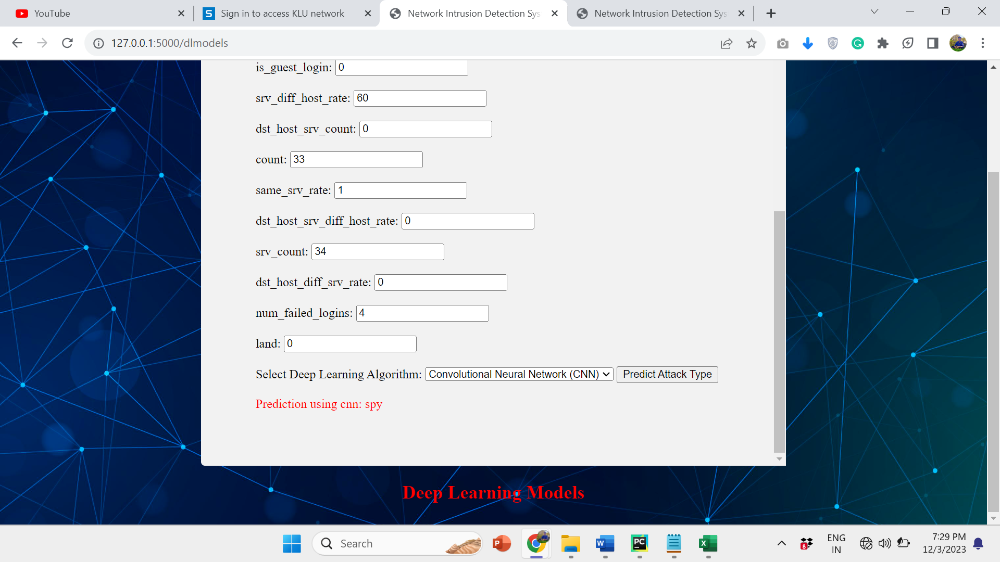 YouTube
Sign in to access KLU network
Network Intrusion Detection Sys
Network Intrusion Detection Sys
127.0.0.1:5000/dlmodels
is_guest_login: 0
srv_diff_host_rate: 60
dst_host_srv_count: 0
count: 33
same_srv_rate: 1
dst_host_srv_diff_host_rate: 0
srv_count: 34
dst_host_diff_srv_rate: 0
num_failed_logins: 4
land: 0
Select Deep Learning Algorithm: Convolutional Neural Network (CNN) Predict Attack Type
Prediction using cnn: spy
Deep Learning Models
Search
ENG
IN
7:29 PM
12/3/2023
8